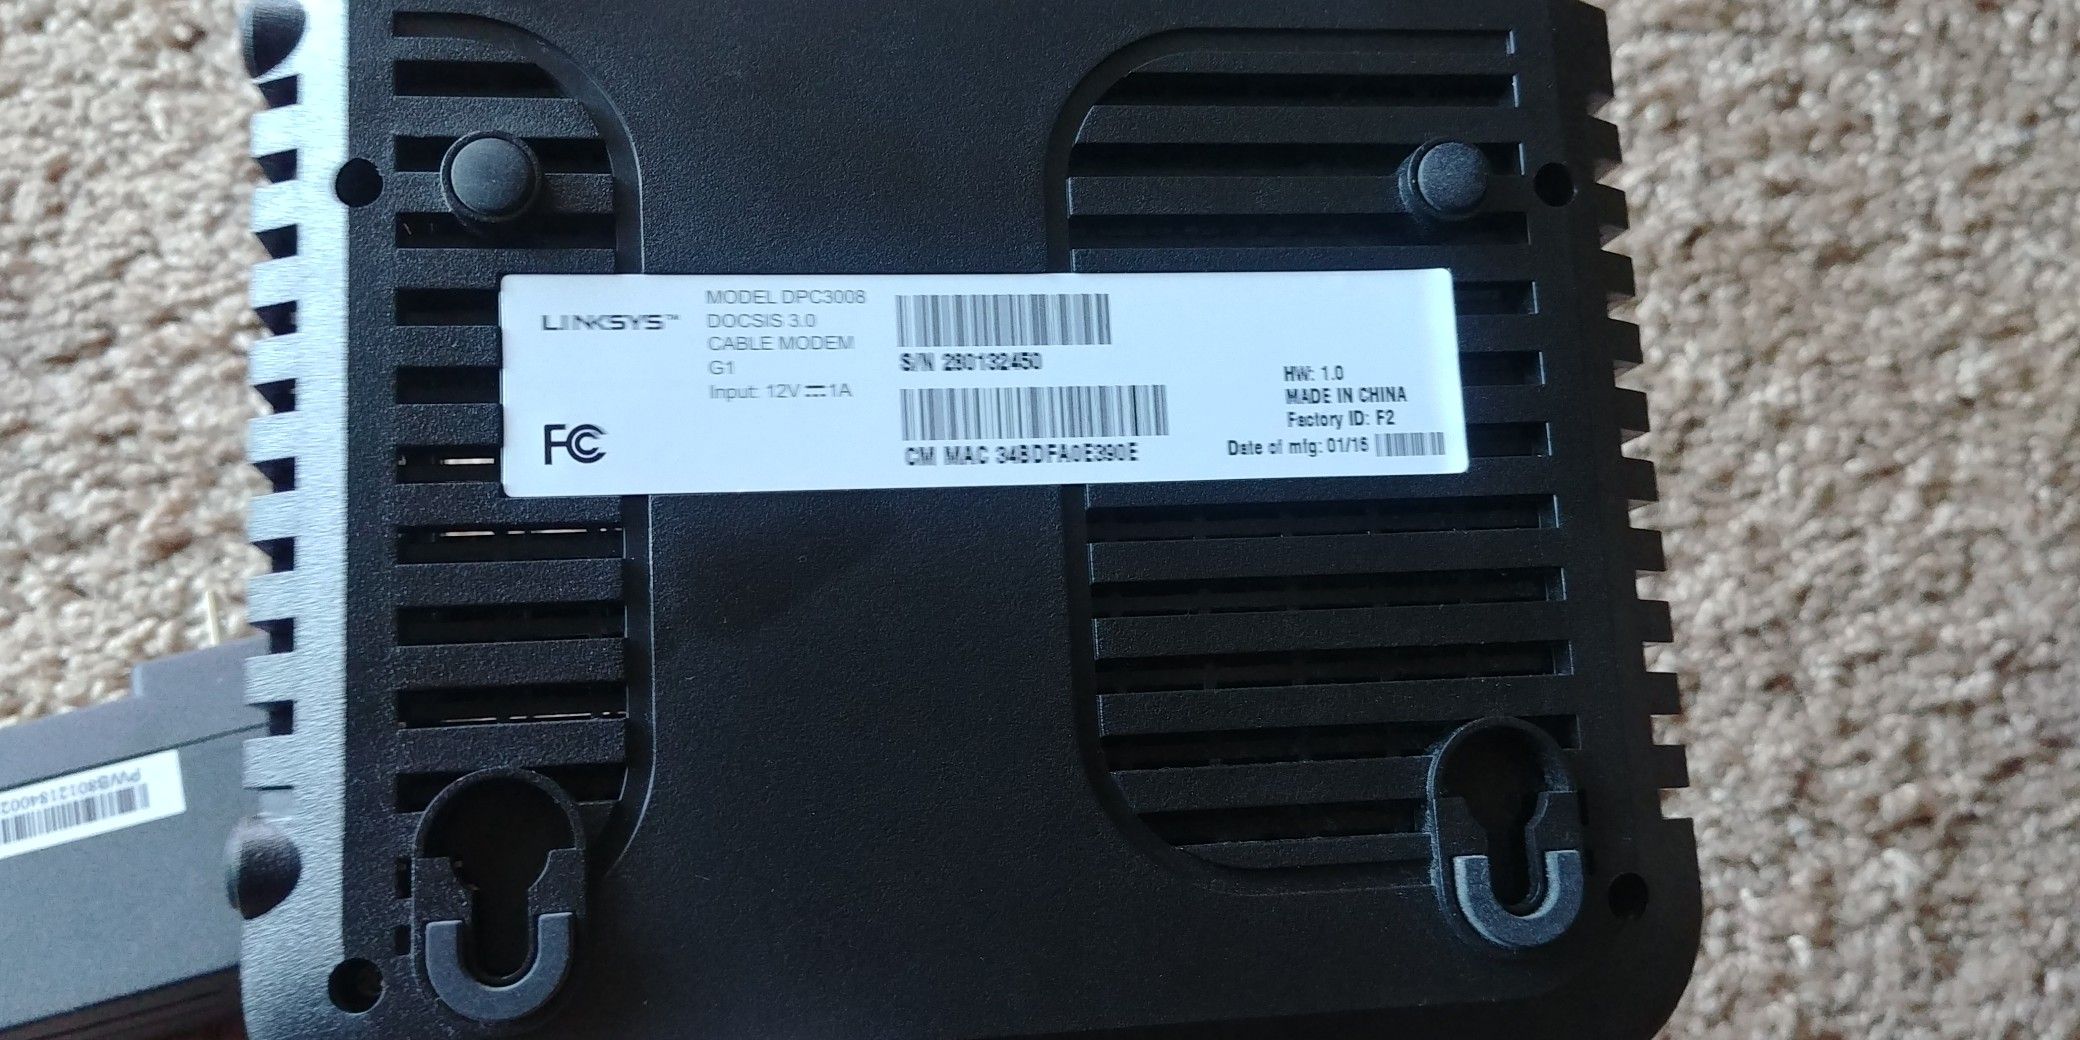 LINKSYS™
MODEL DPC3008
DOCSIS 3.0
CABLE MODEM
G1
Input: 12V⎓1A
FC
S/N 280132450
CM MAC 34BDFA0E390E
HW: 1.0
MADE IN CHINA
Factory ID: F2
Date of mfg: 01/16